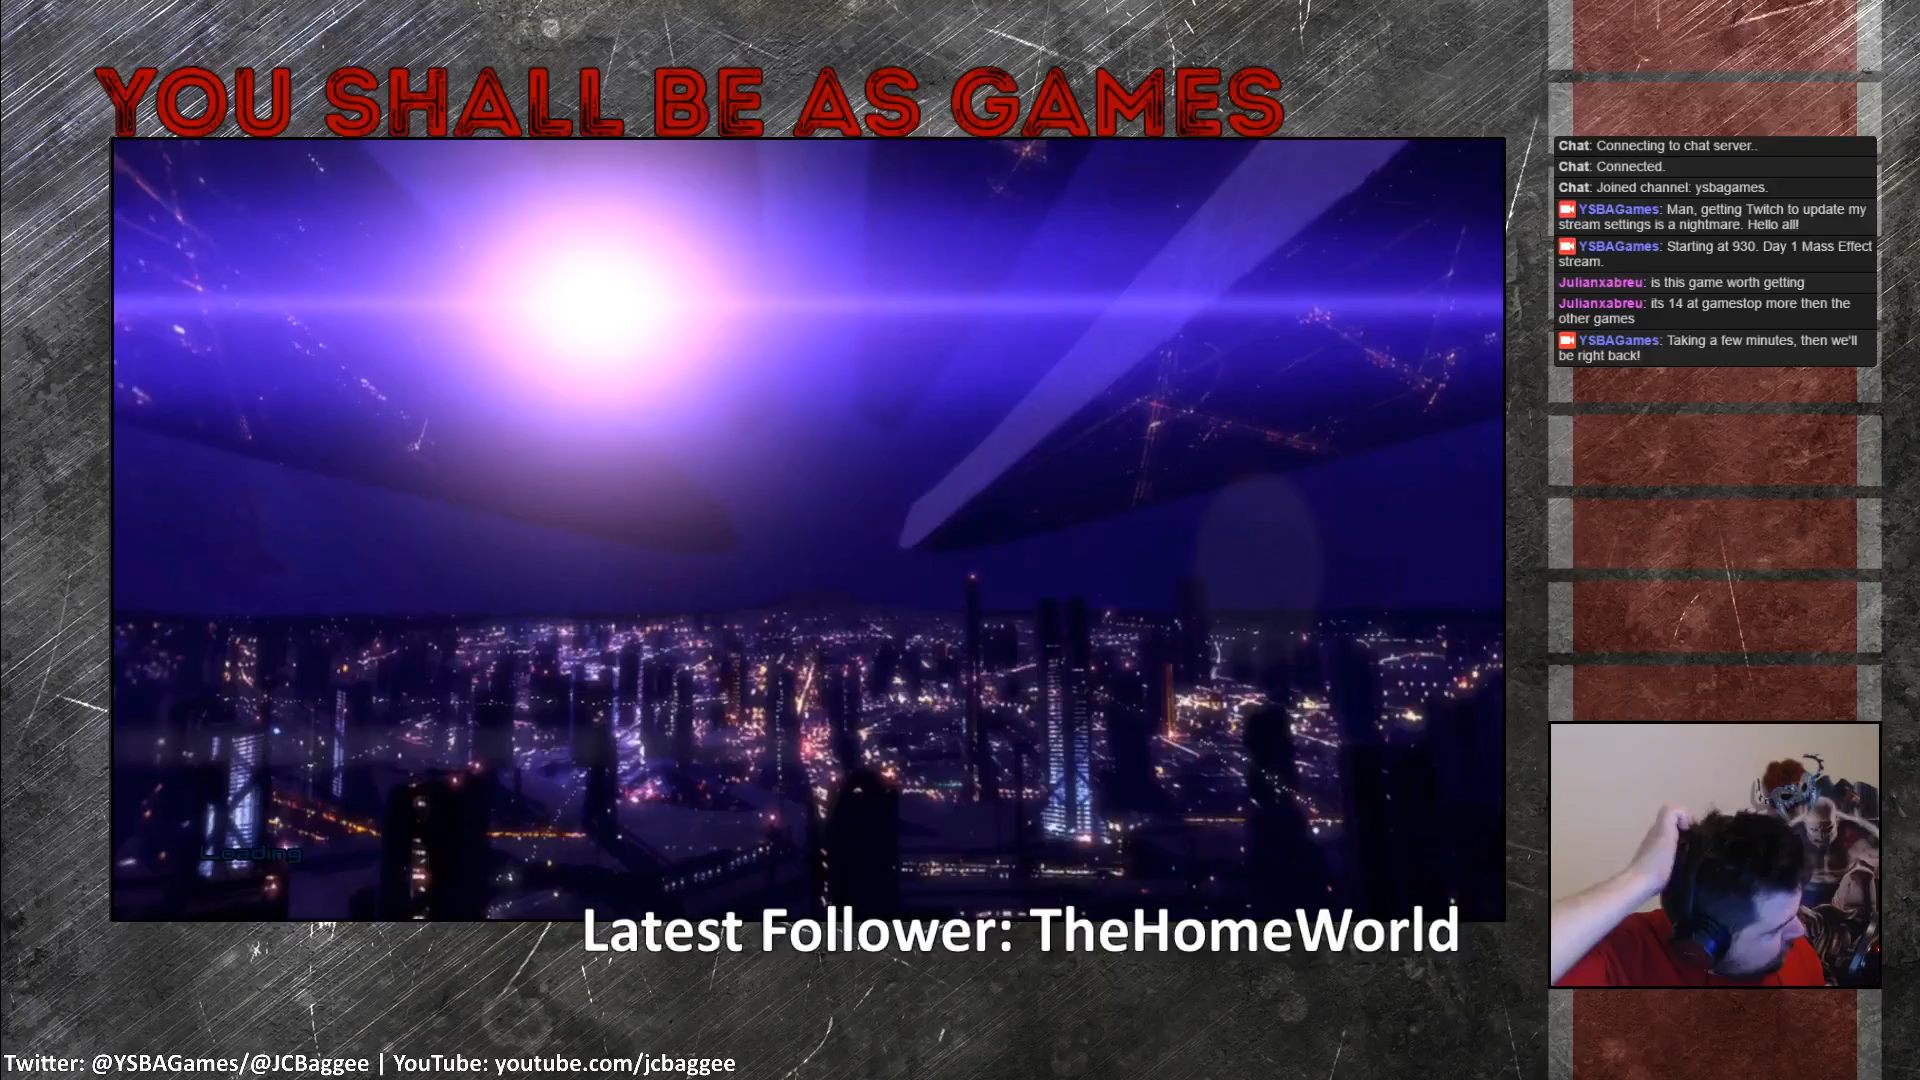 YOU SHALL BE AS GAMES
Chat: Connecting to chat server..
Chat: Connected.
Chat: Joined channel: ysbagames.
YSBAGames: Man, getting Twitch to update my
stream settings is a nightmare. Hello all!
YSBAGames: Starting at 930. Day 1 Mass Effect
stream.
Julianxabreu: is this game worth getting
Julianxabreu: its 14 at gamestop more then the
other games
YSBAGames: Taking a few minutes, then we'll
be right back!
Loading
Latest Follower: TheHomeWorld
Twitter: @YSBAGames/@JCBaggee | YouTube: youtube.com/jcbaggee